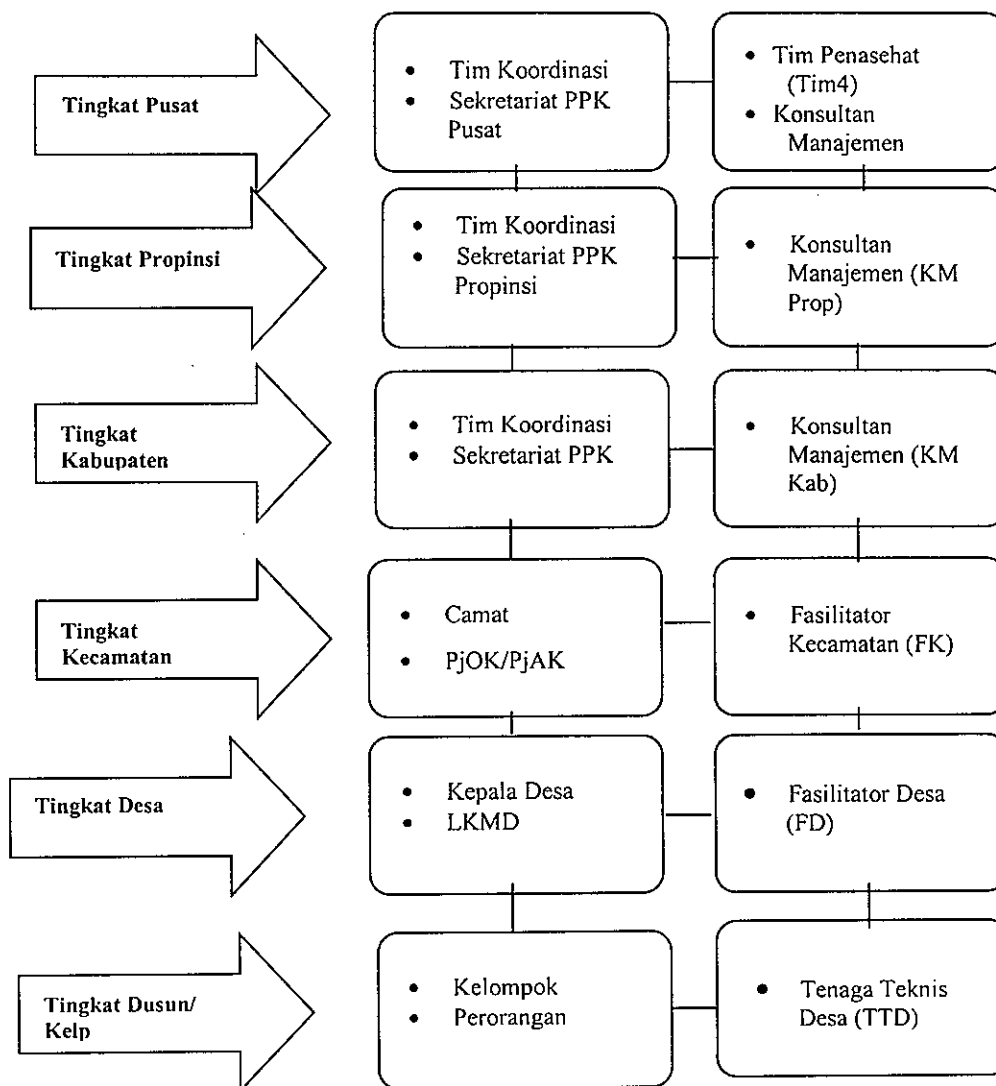 Tingkat Pusat
• Tim Koordinasi
• Sekretariat PPK
Pusat
• Tim Penasehat
(Tim4)
• Konsultan
Manajemen
Tingkat Propinsi
• Tim Koordinasi
• Sekretariat PPK
Propinsi
• Konsultan
Manajemen (KM
Prop)
Tingkat
Kabupaten
• Tim Koordinasi
• Sekretariat PPK
• Konsultan
Manajemen (KM
Kab)
Tingkat
Kecamatan
• Camat
• PjOK/PjAK
• Fasilitator
Kecamatan (FK)
Tingkat Desa
• Kepala Desa
• LKMD
• Fasilitator Desa
(FD)
Tingkat Dusun/
Kelp
• Kelompok
• Perorangan
• Tenaga Teknis
Desa (TTD)